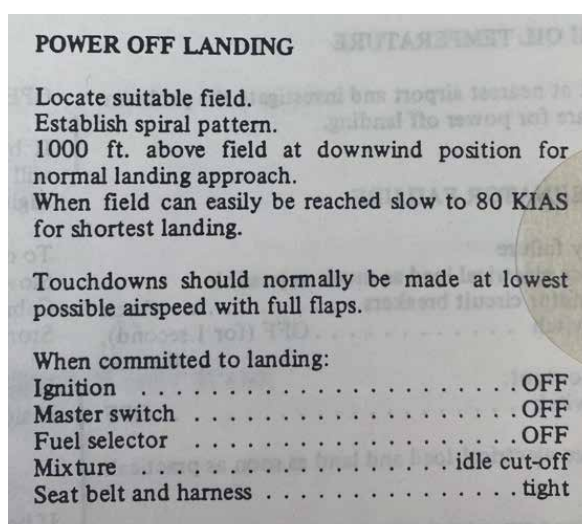 POWER OFF LANDING
Locate suitable field.
Establish spiral pattern.
1000 ft. above field at downwind position for
normal landing approach.
When field can easily be reached slow to 80 KIAS
for shortest landing.
Touchdowns should normally be made at lowest
possible airspeed with full flaps.
When committed to landing:
Ignition . . . . . . . . . . . . . . . . . . . . . . OFF
Master switch . . . . . . . . . . . . . . . . . . . OFF
Fuel selector . . . . . . . . . . . . . . . . . . . OFF
Mixture . . . . . . . . . . . . . . . . . . . idle cut-off
Seat belt and harness . . . . . . . . . . . . . . tight